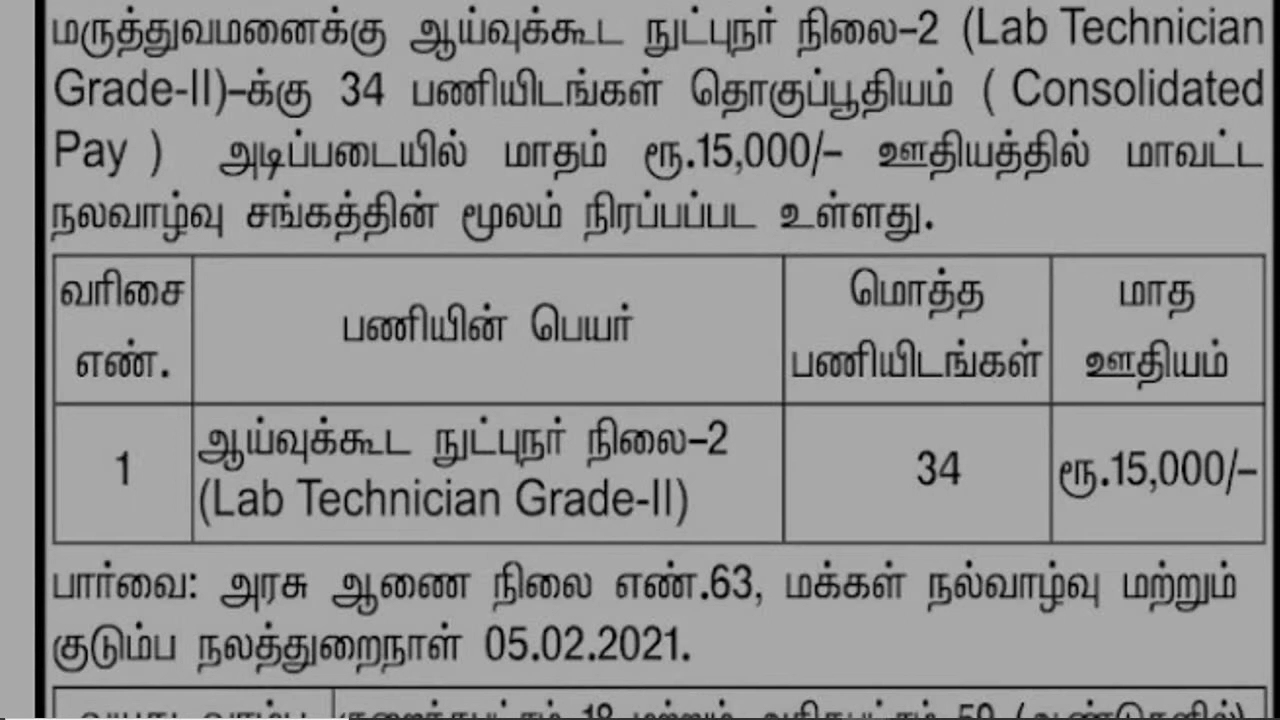 மருத்துவமனைக்கு ஆய்வுக்கூட நுட்புநர் நிலை–2 (Lab Technician
Grade-II)–க்கு 34 பணியிடங்கள் தொகுப்பூதியம் ( Consolidated
Pay ) அடிப்படையில் மாதம் ரூ.15,000/– ஊதியத்தில் மாவட்ட
நலவாழ்வு சங்கத்தின் மூலம் நிரப்பப்பட உள்ளது.
வரிசை எண்.
பணியின் பெயர்
மொத்த பணியிடங்கள்
மாத ஊதியம்
1
ஆய்வுக்கூட நுட்புநர் நிலை–2
(Lab Technician Grade-II)
34
ரூ.15,000/–
பார்வை: அரசு ஆணை நிலை எண்.63, மக்கள் நல்வாழ்வு மற்றும்
குடும்ப நலத்துறைநாள் 05.02.2021.